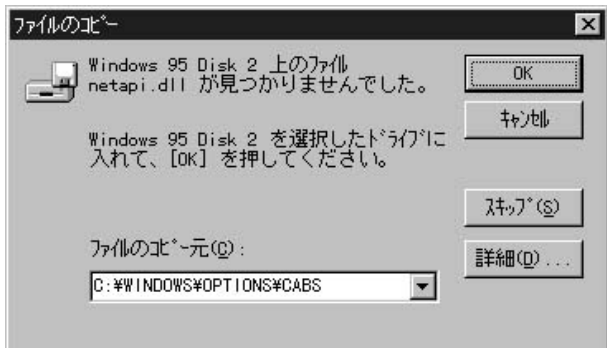 ﾌｧｲﾙのｺﾋﾟｰ
Windows 95 Disk 2 上のﾌｧｲﾙ
netapi.dll が見つかりませんでした。
Windows 95 Disk 2 を選択したﾄﾞﾗｲﾌﾞに
入れて、[OK] を押してください。
ﾌｧｲﾙのｺﾋﾟｰ元(C):
C:¥WINDOWS¥OPTIONS¥CABS
OK
ｷｬﾝｾﾙ
ｽｷｯﾌﾟ(S)
詳細(D)...